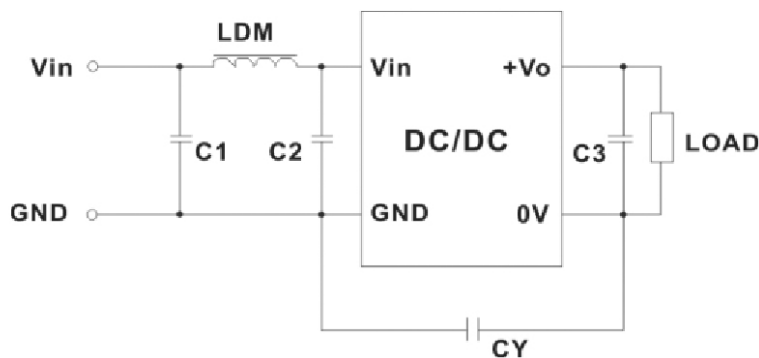 LDM
Vin
Vin
+Vo
C1
C2
DC/DC
C3
LOAD
GND
GND
0V
CY